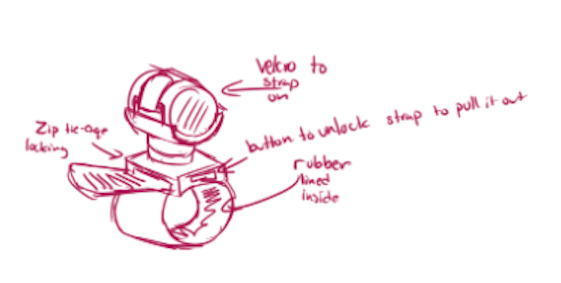 Velcro to
strap
on
Zip tie-age
locking
button to unlock strap to pull it out
rubber
lined
inside